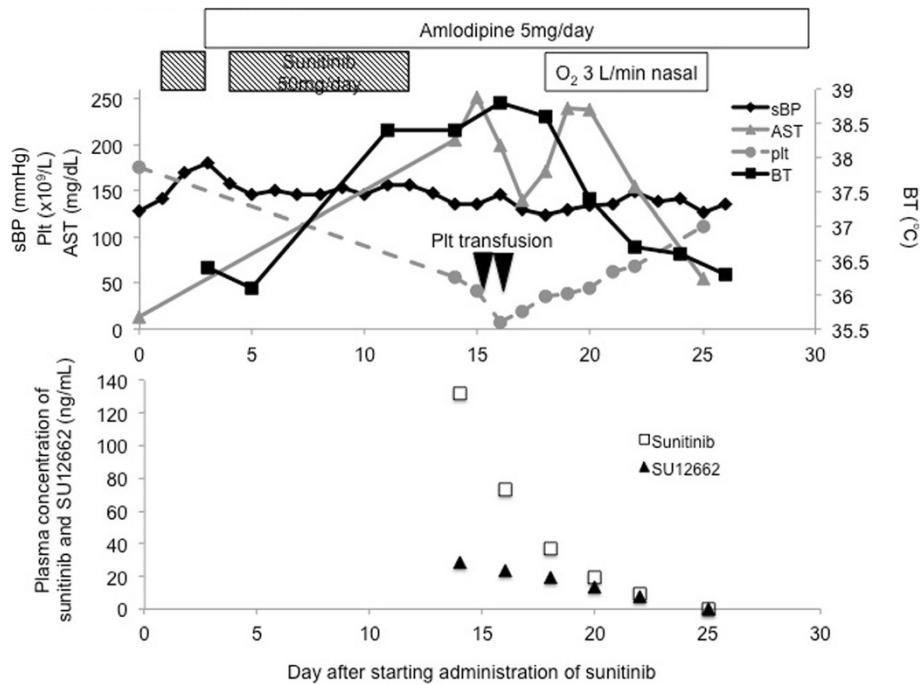 Amlodipine 5mg/day
Sunitinib
50mg/day
O₂ 3 L/min nasal
250
200
150
100
50
0
sBP (mmHg)
Plt (x10⁹/L)
AST (mg/dL)
39
38.5
38
37.5
37
36.5
36
35.5
BT (°C)
sBP
AST
plt
BT
Plt transfusion
0 5 10 15 20 25 30
140
120
100
80
60
40
20
0
Plasma concentration of
sunitinib and SU12662 (ng/mL)
Sunitinib
SU12662
0 5 10 15 20 25 30
Day after starting administration of sunitinib